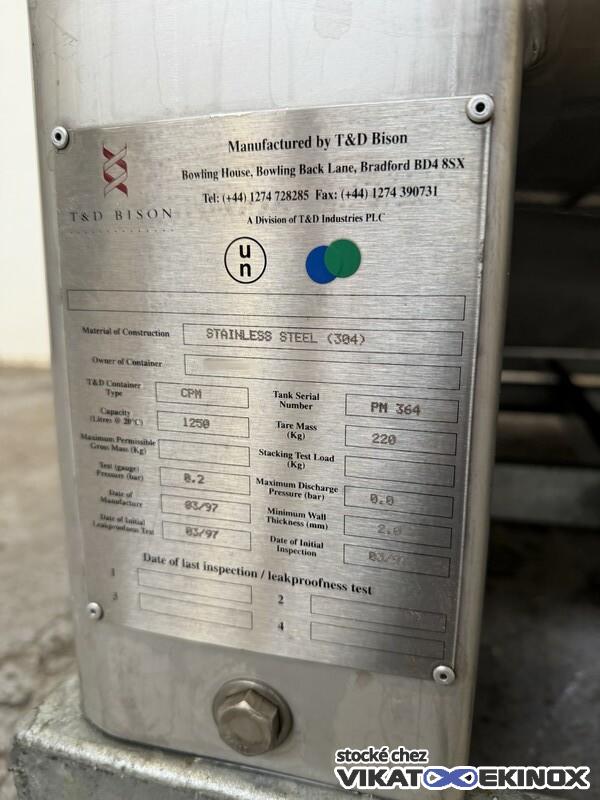 Manufactured by T&D Bison
Bowling House, Bowling Back Lane, Bradford BD4 8SX
Tel: (+44) 1274 728285 Fax: (+44) 1274 390731
A Division of T&D Industries PLC
T&D BISON
un
Material of Construction STAINLESS STEEL (304)
Owner of Container
T&D Container Type CPM
Tank Serial Number PM 364
Capacity (Litres @ 20°C) 1250
Tare Mass (Kg) 220
Maximum Permissible Gross Mass (Kg)
Stacking Test Load (Kg)
Test (gauge) Pressure (bar) 0.2
Maximum Discharge Pressure (bar) 0.0
Date of Manufacture 03/97
Minimum Wall Thickness (mm) 2.0
Date of Initial Leakproofness Test 03/97
Date of Initial Inspection 03/97
Date of last inspection / leakproofness test
1
2
3
4
stocké chez
VIKATOEKINOX